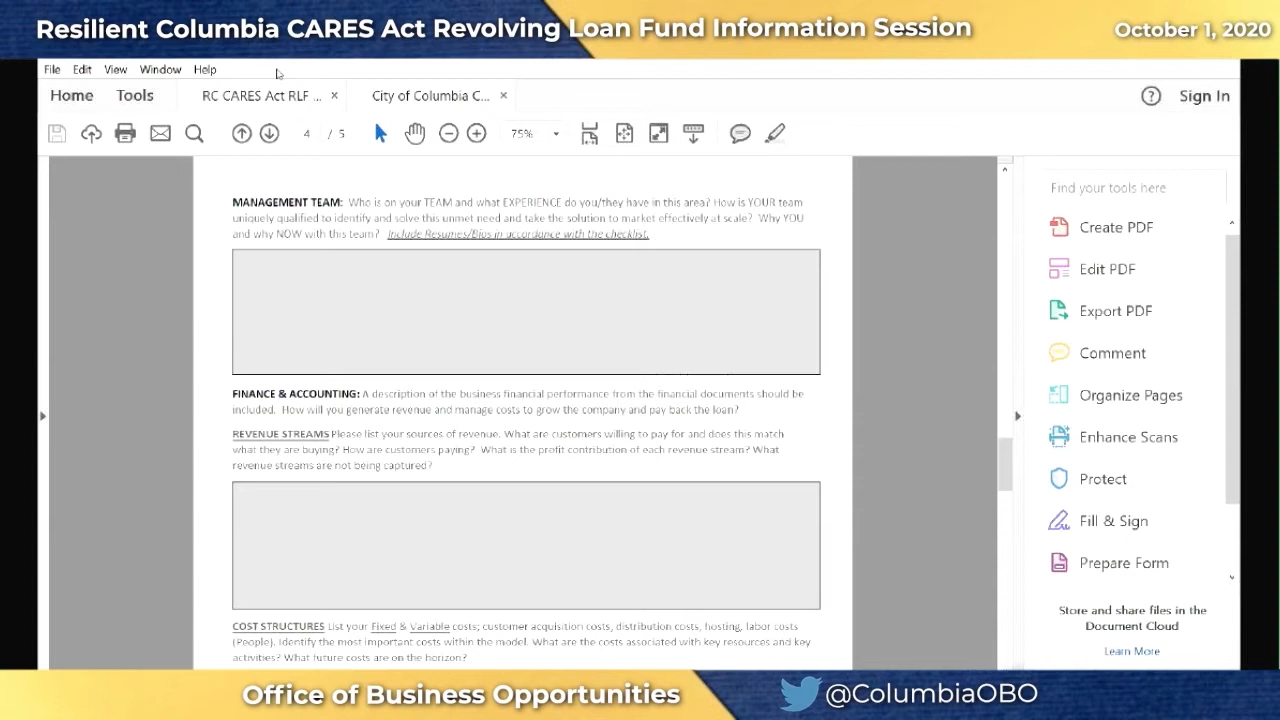 Resilient Columbia CARES Act Revolving Loan Fund Information Session
October 1, 2020
File Edit View Window Help
Home Tools RC CARES Act RLF ... × City of Columbia C... × ? Sign In
4 / 5 75%
MANAGEMENT TEAM: Who is on your TEAM and what EXPERIENCE do you/they have in this area? How is YOUR team
uniquely qualified to identify and solve this unmet need and take the solution to market effectively at scale? Why YOU
and why NOW with this team? Include Resumes/Bios in accordance with the checklist.
FINANCE & ACCOUNTING: A description of the business financial performance from the financial documents should be
included. How will you generate revenue and manage costs to grow the company and pay back the loan?
REVENUE STREAMS Please list your sources of revenue. What are customers willing to pay for and does this match
what they are buying? How are customers paying? What is the profit contribution of each revenue stream? What
revenue streams are not being captured?
COST STRUCTURES List your Fixed & Variable costs; customer acquisition costs, distribution costs, hosting, labor costs
(People). Identify the most important costs within the model. What are the costs associated with key resources and key
activities? What future costs are on the horizon?
Find your tools here
Create PDF
Edit PDF
Export PDF
Comment
Organize Pages
Enhance Scans
Protect
Fill & Sign
Prepare Form
Store and share files in the
Document Cloud
Learn More
Office of Business Opportunities
@ColumbiaOBO